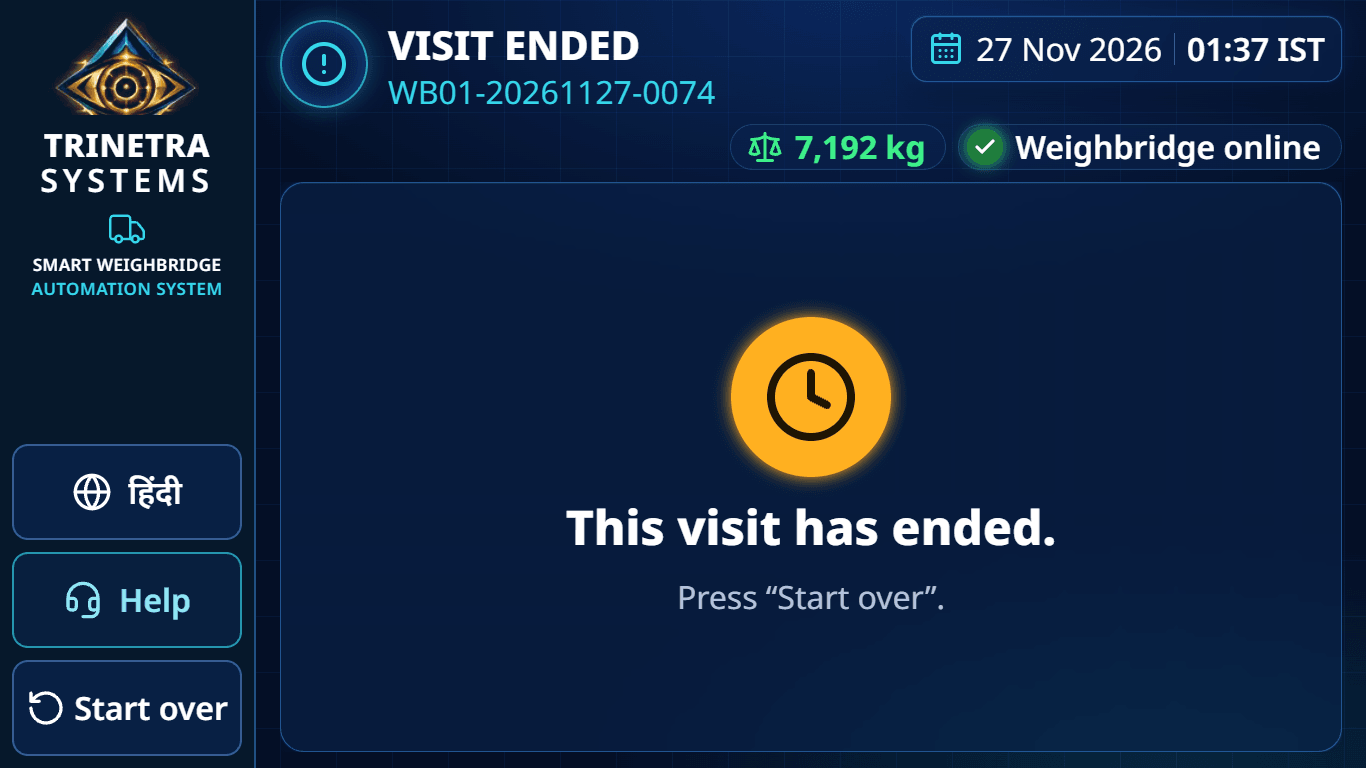 TRINETRA
SYSTEMS
SMART WEIGHBRIDGE
AUTOMATION SYSTEM
हिंदी
Help
Start over
VISIT ENDED
WB01-20261127-0074
27 Nov 2026
01:37 IST
7,192 kg
Weighbridge online
This visit has ended.
Press “Start over”.